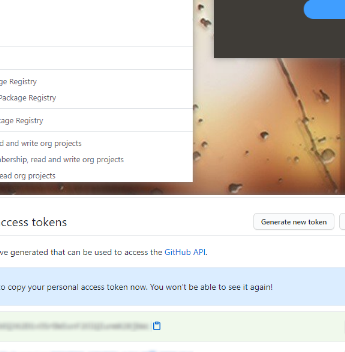 ge Registry
Package Registry
age Registry
d and write org projects
bership, read and write org projects
ead org projects
ccess tokens
Generate new token
ve generated that can be used to access the GitHub API.
o copy your personal access token now. You won't be able to see it again!